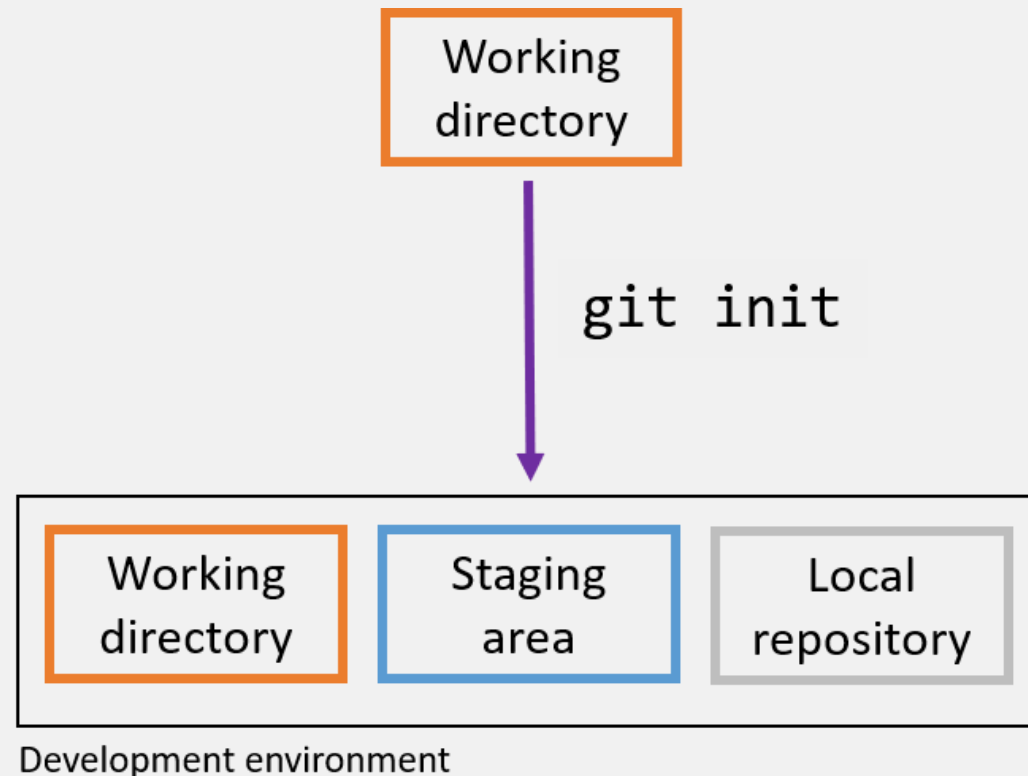 Working
directory
git init
Working
directory
Staging
area
Local
repository
Development environment